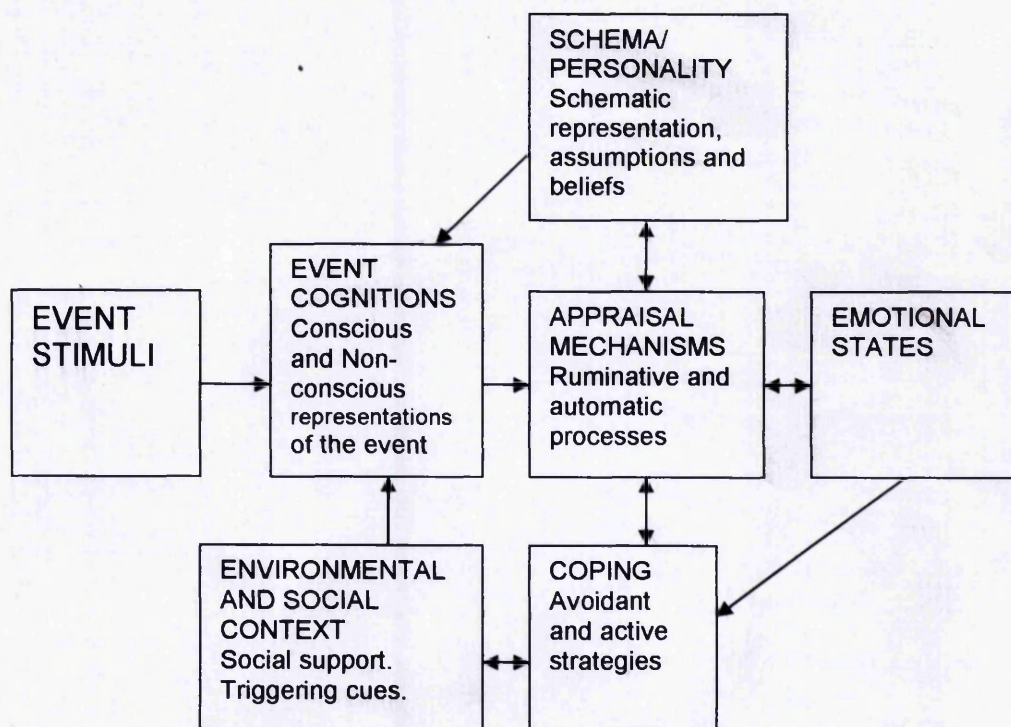 SCHEMA/
PERSONALITY
Schematic
representation,
assumptions and
beliefs
EVENT
STIMULI
EVENT
COGNITIONS
Conscious
and Non-
conscious
representations
of the event
APPRAISAL
MECHANISMS
Ruminative and
automatic
processes
EMOTIONAL
STATES
ENVIRONMENTAL
AND SOCIAL
CONTEXT
Social support.
Triggering cues.
COPING
Avoidant
and active
strategies